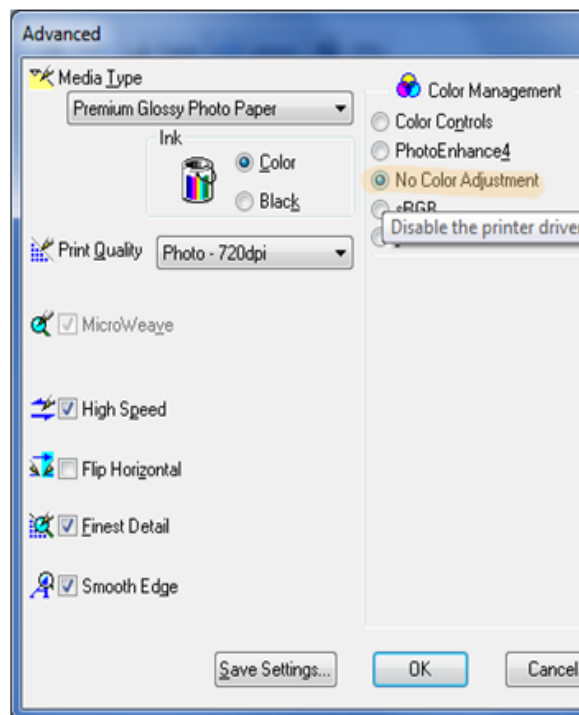 Advanced
Media Type
Premium Glossy Photo Paper
Ink
Color
Black
Print Quality
Photo - 720dpi
MicroWeave
High Speed
Flip Horizontal
Finest Detail
Smooth Edge
Color Management
Color Controls
PhotoEnhance4
No Color Adjustment
sRGB
Disable the printer driver
Save Settings...
OK
Cancel